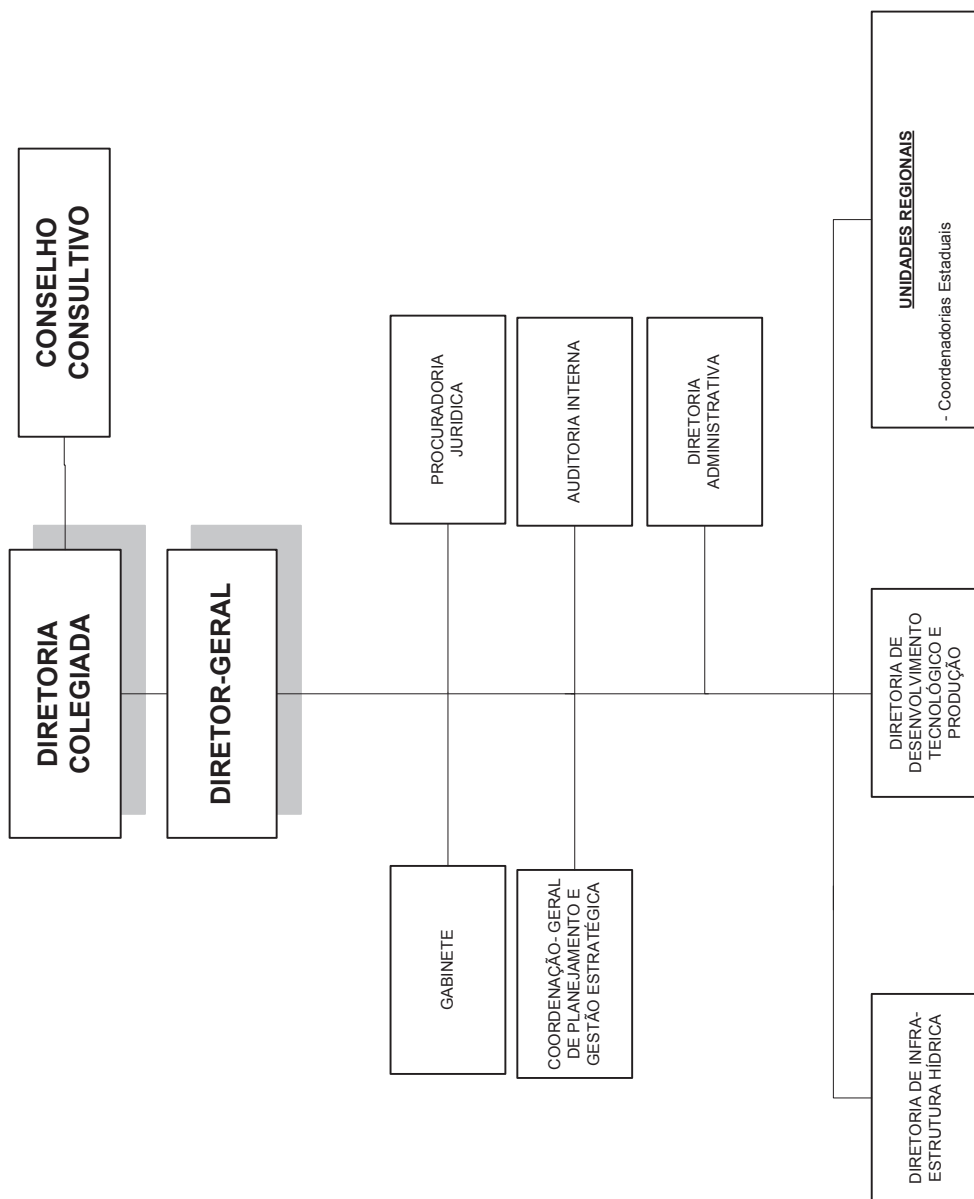 DIRETORIA
COLEGIADA
CONSELHO
CONSULTIVO
DIRETOR-GERAL
GABINETE
PROCURADORIA
JURIDICA
COORDENAÇÃO- GERAL
DE PLANEJAMENTO E
GESTÃO ESTRATÉGICA
AUDITORIA INTERNA
DIRETORIA
ADMINISTRATIVA
DIRETORIA DE INFRA-
ESTRUTURA HÍDRICA
DIRETORIA DE
DESENVOLVIMENTO
TECNOLÓGICO E
PRODUÇÃO
UNIDADES REGIONAIS
- Coordenadorias Estaduais